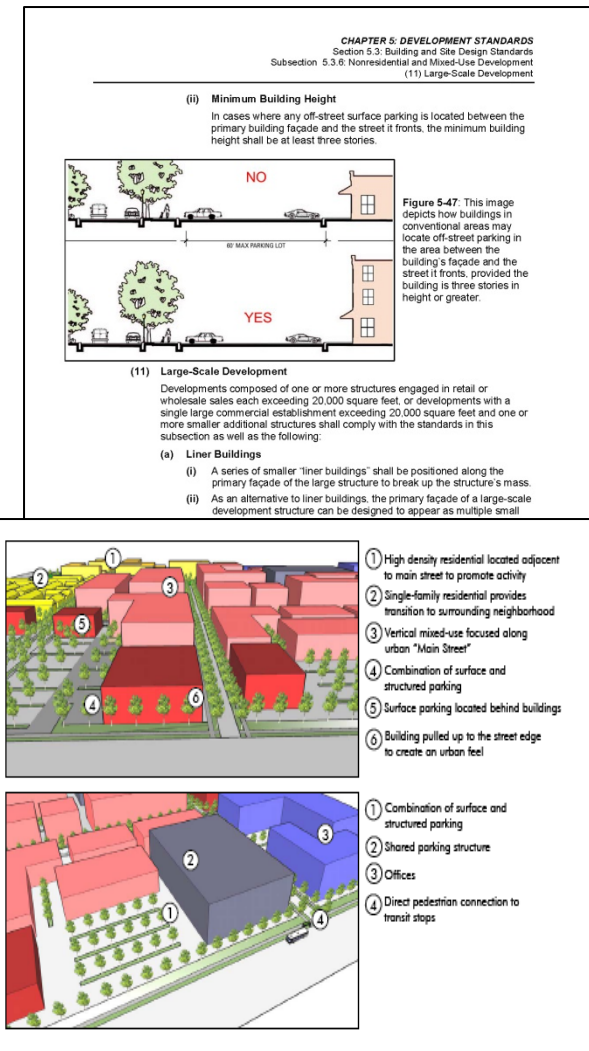 CHAPTER 5: DEVELOPMENT STANDARDS
Section 5.3: Building and Site Design Standards
Subsection 5.3.6: Nonresidential and Mixed-Use Development
(11) Large-Scale Development
(ii) Minimum Building Height
In cases where any off-street surface parking is located between the
primary building façade and the street it fronts, the minimum building
height shall be at least three stories.
NO
60' MAX PARKING LOT
YES
Figure 5-47: This image
depicts how buildings in
conventional areas may
locate off-street parking in
the area between the
building's façade and the
street it fronts, provided the
building is three stories in
height or greater.
(11) Large-Scale Development
Developments composed of one or more structures engaged in retail or
wholesale sales each exceeding 20,000 square feet, or developments with a
single large commercial establishment exceeding 20,000 square feet and one or
more smaller additional structures shall comply with the standards in this
subsection as well as the following:
(a) Liner Buildings
(i) A series of smaller "liner buildings" shall be positioned along the
primary façade of the large structure to break up the structure's mass.
(ii) As an alternative to liner buildings, the primary façade of a large-scale
development structure can be designed to appear as multiple small
1
2
3
5
4
6
1 High density residential located adjacent
to main street to promote activity
2 Single-family residential provides
transition to surrounding neighborhood
3 Vertical mixed-use focused along
urban "Main Street"
4 Combination of surface and
structured parking
5 Surface parking located behind buildings
6 Building pulled up to the street edge
to create an urban feel
3
2
1
4
1 Combination of surface and
structured parking
2 Shared parking structure
3 Offices
4 Direct pedestrian connection to
transit stops